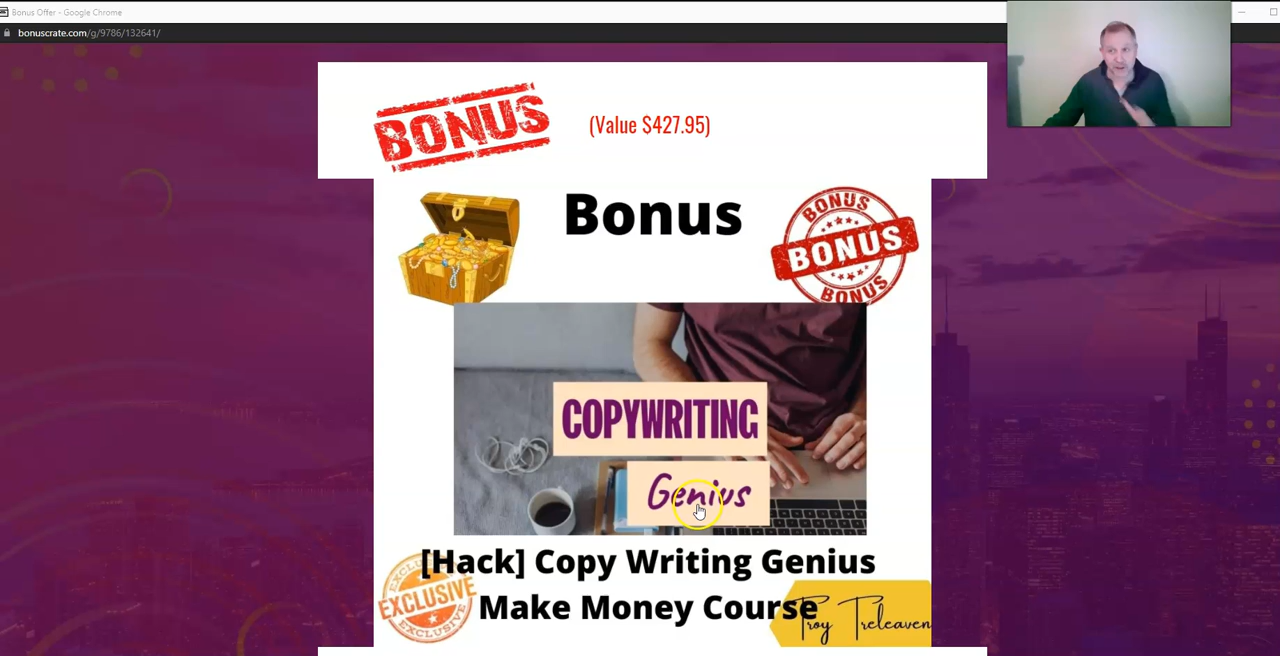 Bonus Offer - Google Chrome
bonuscrate.com/g/9786/132641/
BONUS
(Value $427.95)
Bonus
BONUS
BONUS
BONUS
COPYWRITING
Genius
[Hack] Copy Writing Genius
Make Money Course
EXCLUSIVE
EXCLUSIVE
Troy Treleaven